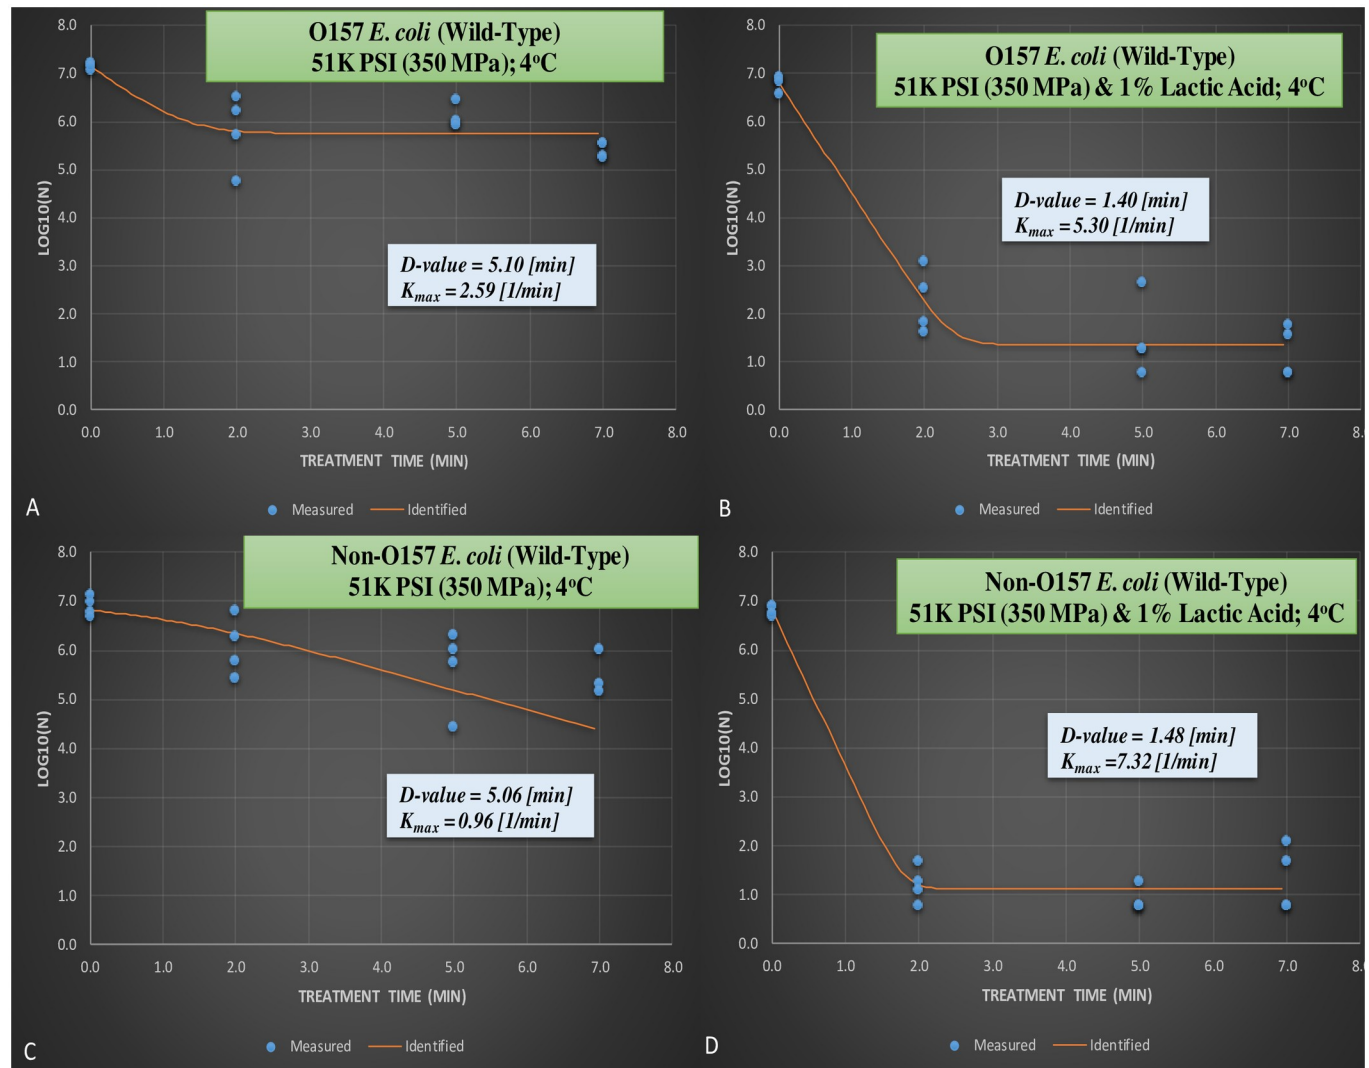 O157 E. coli (Wild-Type)
51K PSI (350 MPa); 4°C
8.0
7.0
6.0
5.0
4.0
3.0
2.0
1.0
0.0
LOG10(N)
D-value = 5.10 [min]
Kmax = 2.59 [1/min]
0.0 1.0 2.0 3.0 4.0 5.0 6.0 7.0 8.0
TREATMENT TIME (MIN)
A
Measured Identified
O157 E. coli (Wild-Type)
51K PSI (350 MPa) & 1% Lactic Acid; 4°C
8.0
7.0
6.0
5.0
4.0
3.0
2.0
1.0
0.0
LOG10(N)
D-value = 1.40 [min]
Kmax = 5.30 [1/min]
0.0 1.0 2.0 3.0 4.0 5.0 6.0 7.0 8.
TREATMENT TIME (MIN)
B
Measured Identified
Non-O157 E. coli (Wild-Type)
51K PSI (350 MPa); 4°C
8.0
7.0
6.0
5.0
4.0
3.0
2.0
1.0
0.0
LOG10(N)
D-value = 5.06 [min]
Kmax = 0.96 [1/min]
0.0 1.0 2.0 3.0 4.0 5.0 6.0 7.0 8.0
TREATMENT TIME (MIN)
C
Measured Identified
Non-O157 E. coli (Wild-Type)
51K PSI (350 MPa) & 1% Lactic Acid; 4°C
8.0
7.0
6.0
5.0
4.0
3.0
2.0
1.0
0.0
LOG10(N)
D-value = 1.48 [min]
Kmax =7.32 [1/min]
0.0 1.0 2.0 3.0 4.0 5.0 6.0 7.0 8.
TREATMENT TIME (MIN)
D
Measured Identified